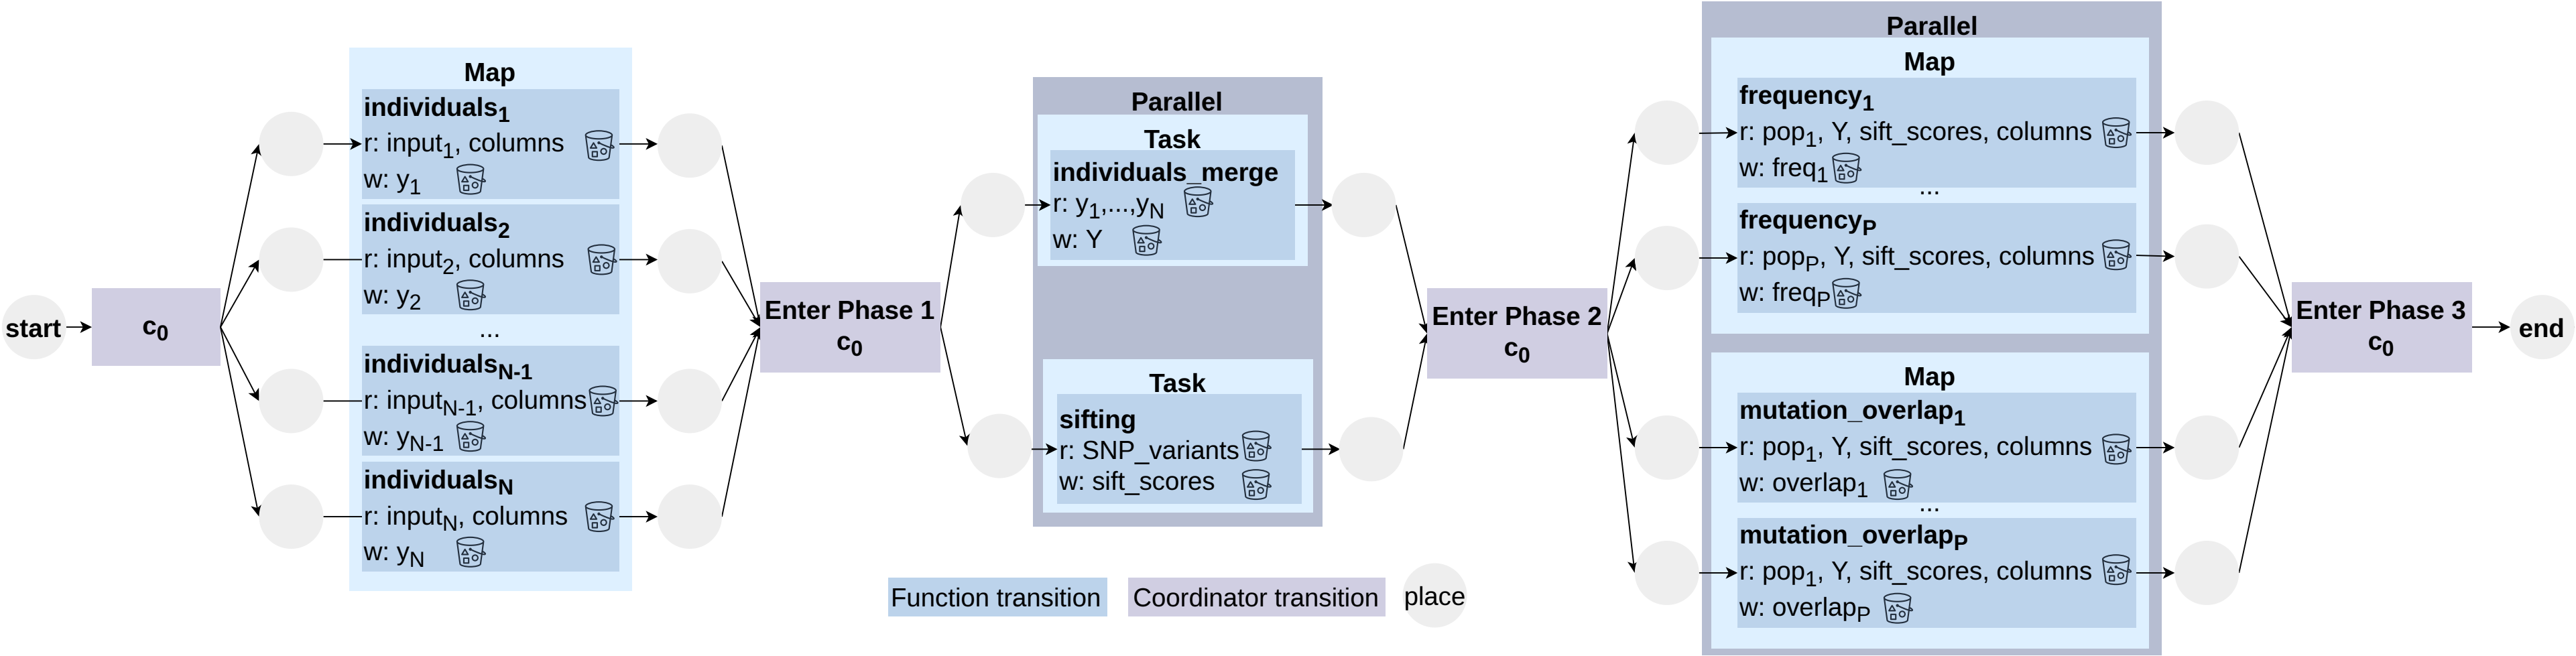 start
c0
Map
individuals1
r: input1, columns
w: y1
individuals2
r: input2, columns
w: y2
...
individualsN-1
r: inputN-1, columns
w: yN-1
individualsN
r: inputN, columns
w: yN
Enter Phase 1
c0
Parallel
Task
individuals_merge
r: y1,...,yN
w: Y
Task
sifting
r: SNP_variants
w: sift_scores
Enter Phase 2
c0
Parallel
Map
frequency1
r: pop1, Y, sift_scores, columns
w: freq1
...
frequencyP
r: popP, Y, sift_scores, columns
w: freqP
Map
mutation_overlap1
r: pop1, Y, sift_scores, columns
w: overlap1
...
mutation_overlapP
r: pop1, Y, sift_scores, columns
w: overlapP
Enter Phase 3
c0
end
Function transition
Coordinator transition
place